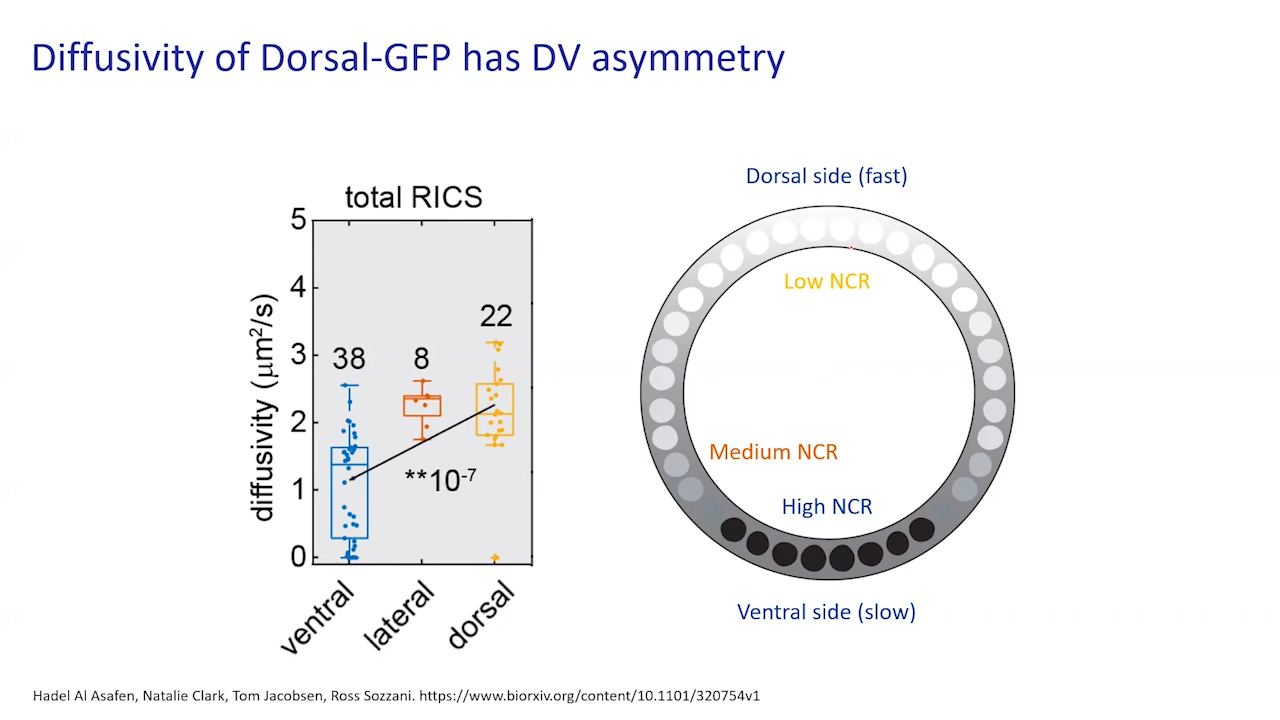 Diffusivity of Dorsal-GFP has DV asymmetry
total RICS
5
4
3
2
1
0
diffusivity (μm²/s)
38
8
22
**10⁻⁷
ventral
lateral
dorsal
Dorsal side (fast)
Low NCR
Medium NCR
High NCR
Ventral side (slow)
Hadel Al Asafen, Natalie Clark, Tom Jacobsen, Ross Sozzani. https://www.biorxiv.org/content/10.1101/320754v1